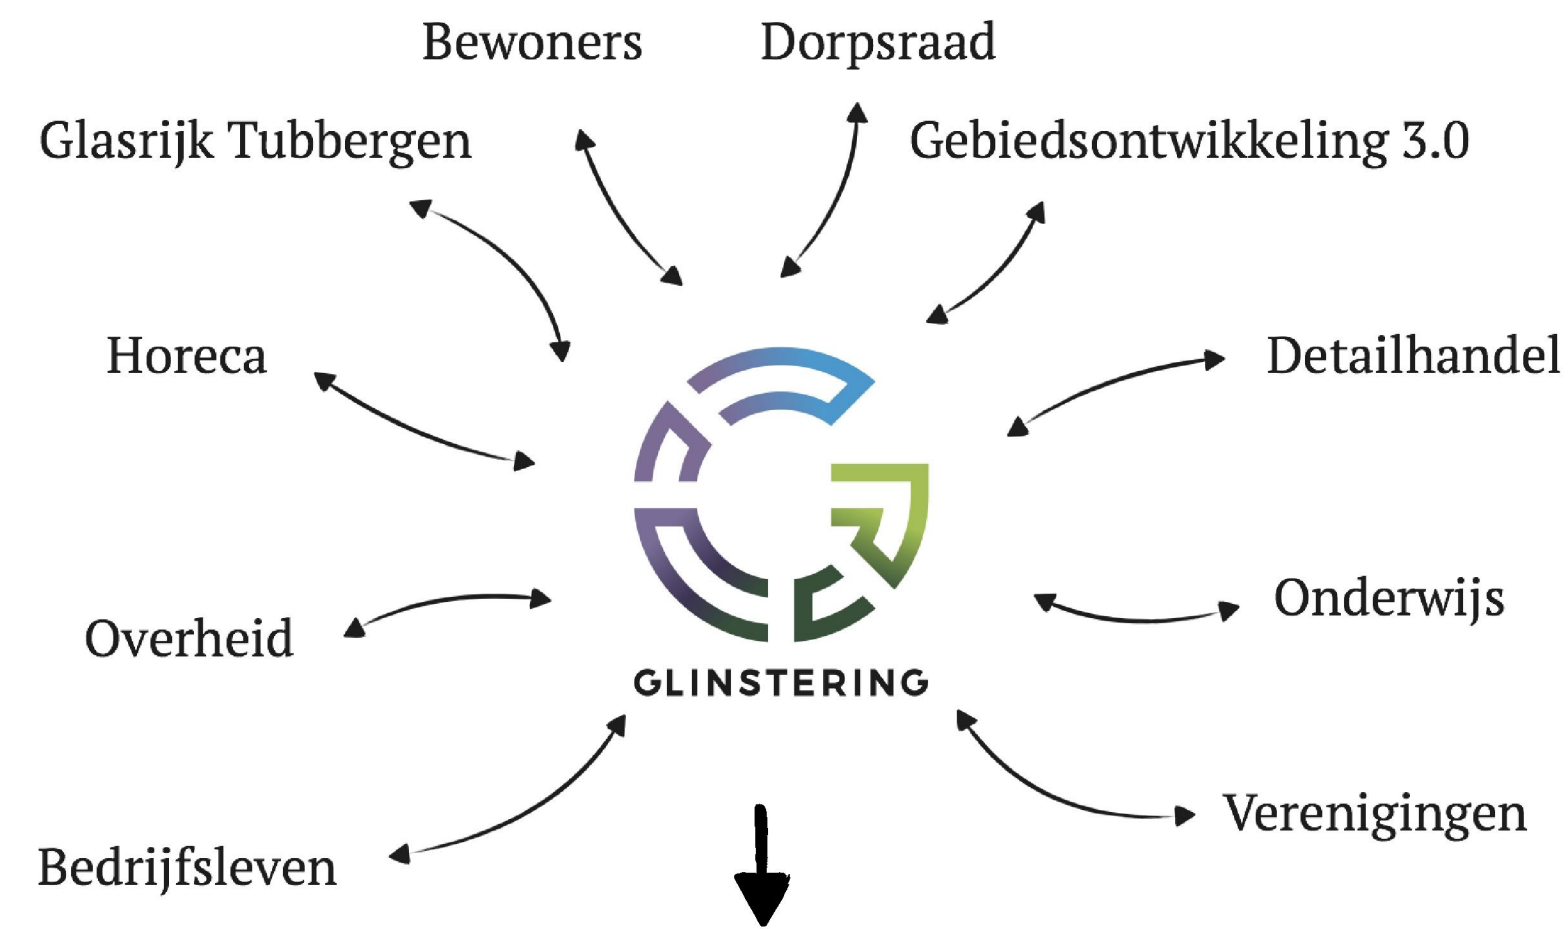 Bewoners
Dorpsraad
Glasrijk Tubbergen
Gebiedsontwikkeling 3.0
Horeca
Detailhandel
Overheid
Onderwijs
GLINSTERING
Bedrijfsleven
Verenigingen